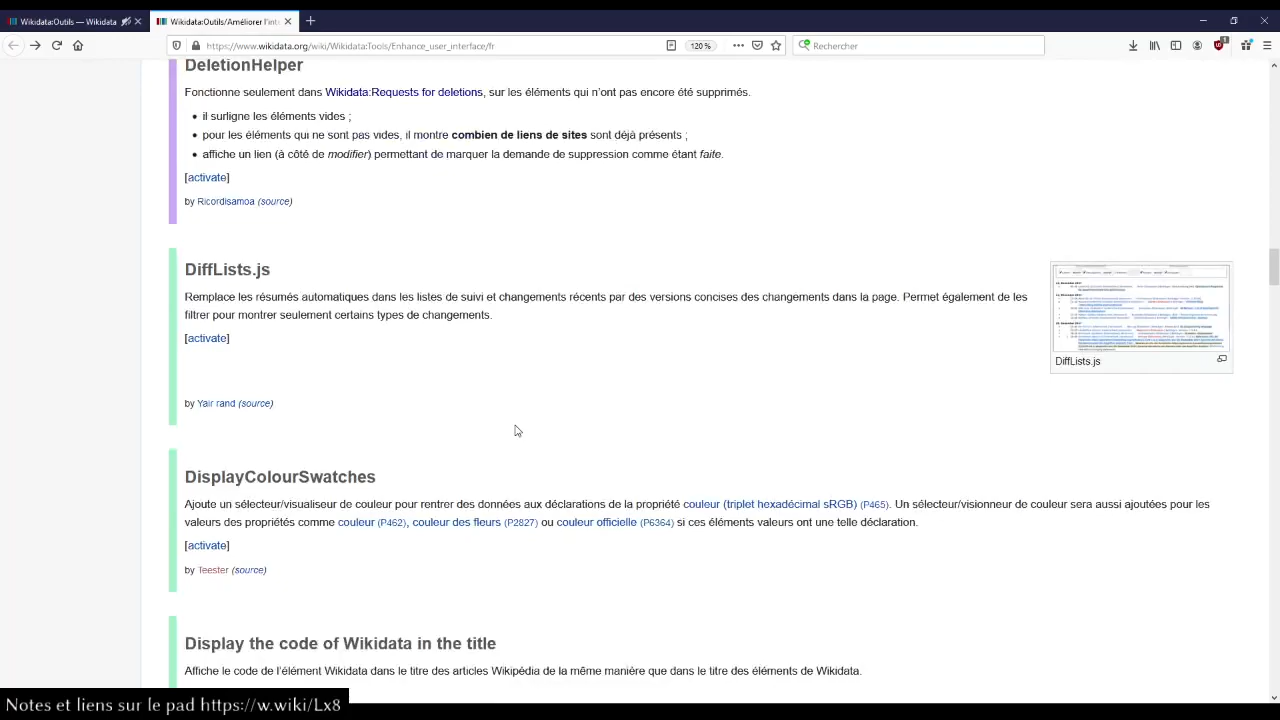 Wikidata:Outils — Wikidata
Wikidata:Outils/Améliorer l'inte
https://www.wikidata.org/wiki/Wikidata:Tools/Enhance_user_interface/fr
120 %
Rechercher
1
DeletionHelper
Fonctionne seulement dans Wikidata:Requests for deletions, sur les éléments qui n'ont pas encore été supprimés.
• il surligne les éléments vides ;
• pour les éléments qui ne sont pas vides, il montre combien de liens de sites sont déjà présents ;
• affiche un lien (à côté de modifier) permettant de marquer la demande de suppression comme étant faite.
[activate]
by Ricordisamoa (source)
DiffLists.js
Remplace les résumés automatiques de la liste de suivi et changements récents par des versions concises des changements dans la page. Permet également de les
filtrer pour montrer seulement certains types de changements.
[activate]
DiffLists.js
by Yair rand (source)
DisplayColourSwatches
Ajoute un sélecteur/visualiseur de couleur pour rentrer des données aux déclarations de la propriété couleur (triplet hexadécimal sRGB) (P465). Un sélecteur/visionneur de couleur sera aussi ajoutées pour les
valeurs des propriétés comme couleur (P462), couleur des fleurs (P2827) ou couleur officielle (P6364) si ces éléments valeurs ont une telle déclaration.
[activate]
by Teester (source)
Display the code of Wikidata in the title
Affiche le code de l'élément Wikidata dans le titre des articles Wikipédia de la même manière que dans le titre des éléments de Wikidata.
Notes et liens sur le pad https://w.wiki/Lx8